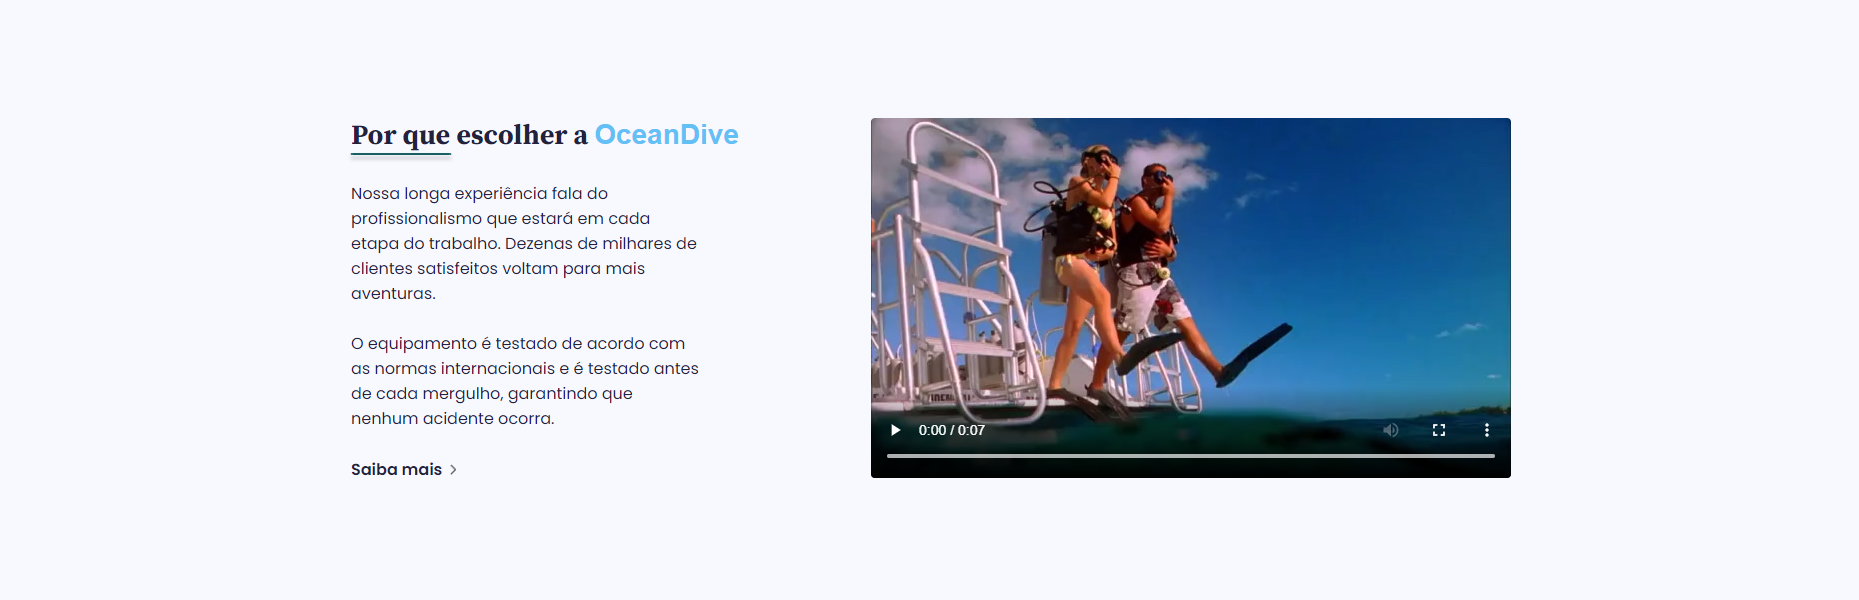 Por que escolher a OceanDive
Nossa longa experiência fala do
profissionalismo que estará em cada
etapa do trabalho. Dezenas de milhares de
clientes satisfeitos voltam para mais
aventuras.
O equipamento é testado de acordo com
as normas internacionais e é testado antes
de cada mergulho, garantindo que
nenhum acidente ocorra.
Saiba mais
0:00 / 0:07